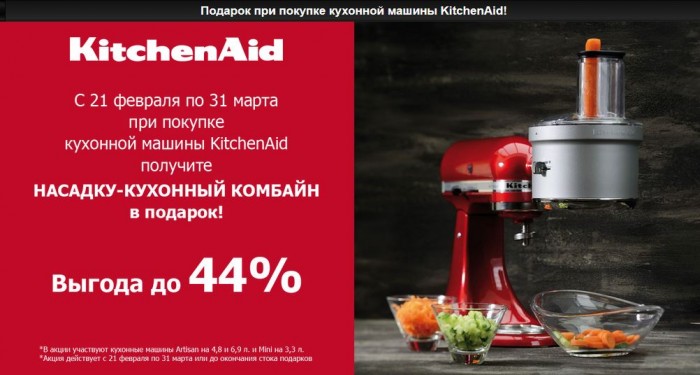 Подарок при покупке кухонной машины KitchenAid!
KitchenAid
С 21 февраля по 31 марта
при покупке
кухонной машины KitchenAid
получите
НАСАДКУ-КУХОННЫЙ КОМБАЙН
в подарок!
Выгода до 44%
*В акции участвуют кухонные машины Artisan на 4,8 и 6,9 л. и Mini на 3,3 л.
*Акция действует с 21 февраля по 31 марта или до окончания стока подарков
Kitchen